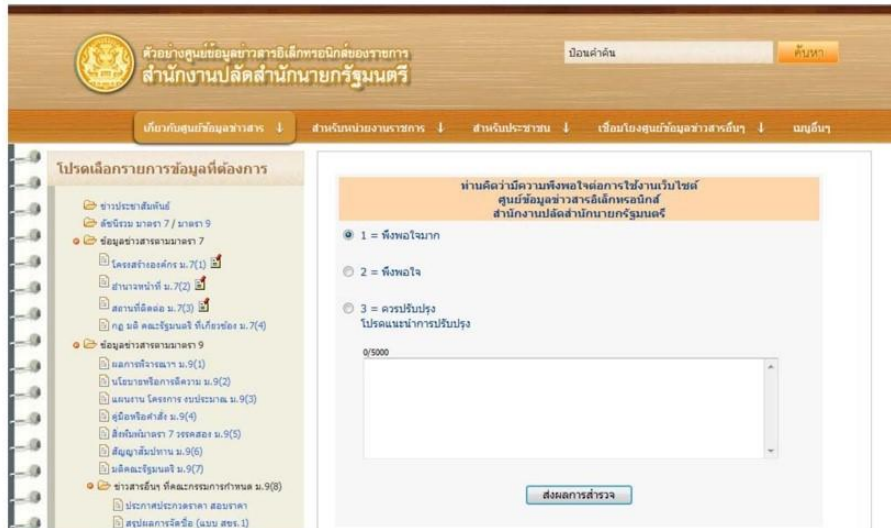 ตัวอย่างศูนย์ข้อมูลข่าวสารอิเล็กทรอนิกส์ของราชการ
สำนักงานปลัดสำนักนายกรัฐมนตรี
ป้อนคำค้น
ค้นหา
เกี่ยวกับศูนย์ข้อมูลข่าวสาร ↓
สำหรับหน่วยงานราชการ ↓
สำหรับประชาชน ↓
เชื่อมโยงศูนย์ข้อมูลข่าวสารอื่นๆ ↓
เมนูอื่นๆ
โปรดเลือกรายการข้อมูลที่ต้องการ
ข่าวประชาสัมพันธ์
ดัชนีรวม มาตรา 7 / มาตรา 9
ข้อมูลข่าวสารตามมาตรา 7
โครงสร้างองค์กร ม.7(1)
อำนาจหน้าที่ ม.7(2)
สถานที่ติดต่อ ม.7(3)
กฎ มติ คณะรัฐมนตรี ที่เกี่ยวข้อง ม.7(4)
ข้อมูลข่าวสารตามมาตรา 9
ผลการพิจารณาฯ ม.9(1)
นโยบายหรือการตีความ ม.9(2)
แผนงาน โครงการ งบประมาณ ม.9(3)
คู่มือหรือคำสั่ง ม.9(4)
สิ่งพิมพ์มาตรา 7 วรรคสอง ม.9(5)
สัญญาสัมปทาน ม.9(6)
มติคณะรัฐมนตรี ม.9(7)
ข่าวสารอื่นๆ ที่คณะกรรมการกำหนด ม.9(8)
ประกาศประกวดราคา สอบราคา
สรุปผลการจัดซื้อ (แบบ สขร.1)
ท่านคิดว่ามีความพึงพอใจต่อการใช้งานเว็บไซต์
ศูนย์ข้อมูลข่าวสารอิเล็กทรอนิกส์
สำนักงานปลัดสำนักนายกรัฐมนตรี
1 = พึงพอใจมาก
2 = พึงพอใจ
3 = ควรปรับปรุง
โปรดแนะนำการปรับปรุง
0/5000
ส่งผลการสำรวจ